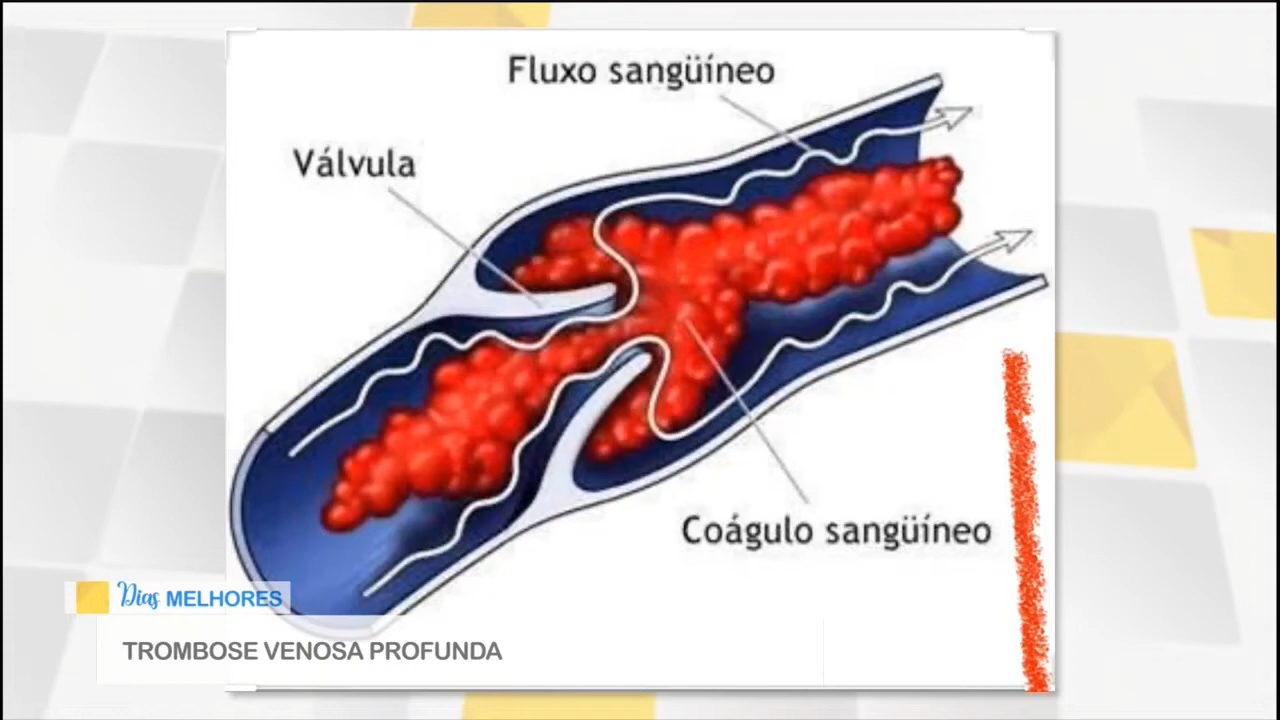 Fluxo sangüíneo
Válvula
Coágulo sangüíneo
Dias MELHORES
TROMBOSE VENOSA PROFUNDA